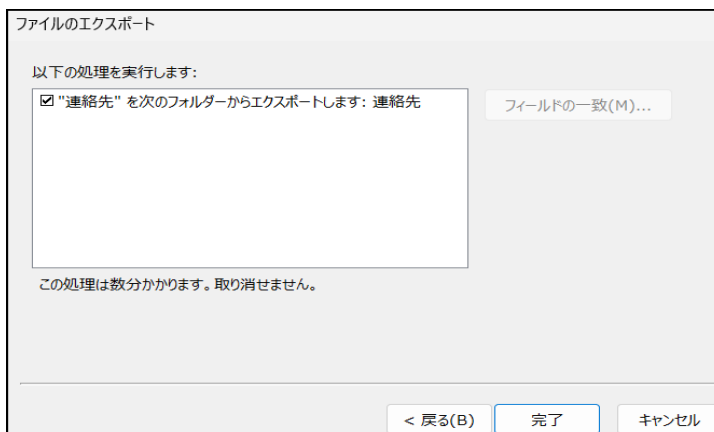 ファイルのエクスポート
以下の処理を実行します:
"連絡先" を次のフォルダーからエクスポートします: 連絡先
フィールドの一致(M)...
この処理は数分かかります。取り消せません。
< 戻る(B)
完了
キャンセル